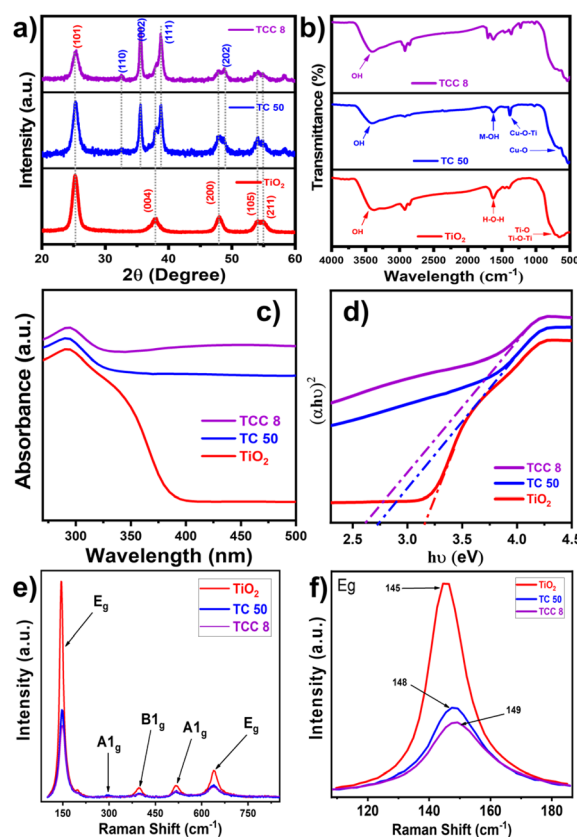 a)
(101)
(110)
(002)
(111)
TCC 8
(202)
TC 50
TiO₂
(004)
(200)
(105)
(211)
Intensity (a.u.)
20 30 40 50 60
2θ (Degree)
b)
OH
TCC 8
OH
M-OH
Cu-O-Ti
Cu-O
TC 50
OH
H-O-H
Ti-O
Ti-O-Ti
TiO₂
Transmittance (%)
4000 3500 3000 2500 2000 1500 1000 500
Wavelength (cm⁻¹)
c)
TCC 8
TC 50
TiO₂
Absorbance (a.u.)
300 350 400 450 500
Wavelength (nm)
d)
TCC 8
TC 50
TiO₂
(αhυ)²
2.5 3.0 3.5 4.0 4.5
hυ (eV)
e)
TiO₂
TC 50
TCC 8
E_g
A1_g
B1_g
A1_g
E_g
Intensity (a.u.)
150 300 450 600 750
Raman Shift (cm⁻¹)
f)
Eg
TiO₂
TC 50
TCC 8
145
148
149
Intensity (a.u.)
120 140 160 180
Raman Shift (cm⁻¹)